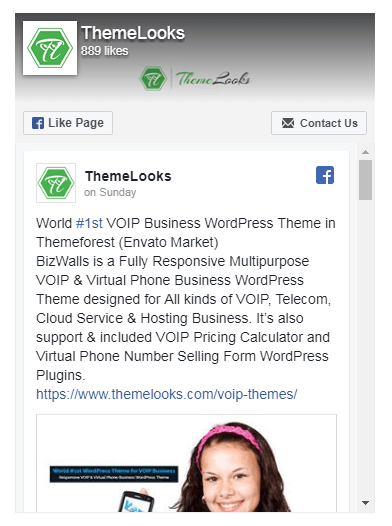 ThemeLooks
889 likes
ThemeLooks
Like Page
Contact Us
ThemeLooks
on Sunday
World #1st VOIP Business WordPress Theme in
Themeforest (Envato Market)
BizWalls is a Fully Responsive Multipurpose
VOIP & Virtual Phone Business WordPress
Theme designed for All kinds of VOIP, Telecom,
Cloud Service & Hosting Business. It’s also
support & included VOIP Pricing Calculator and
Virtual Phone Number Selling Form WordPress
Plugins.
https://www.themelooks.com/voip-themes/
World #1st WordPress Theme for VOIP Business
Responsive VOIP & Virtual Phone Business WordPress Theme